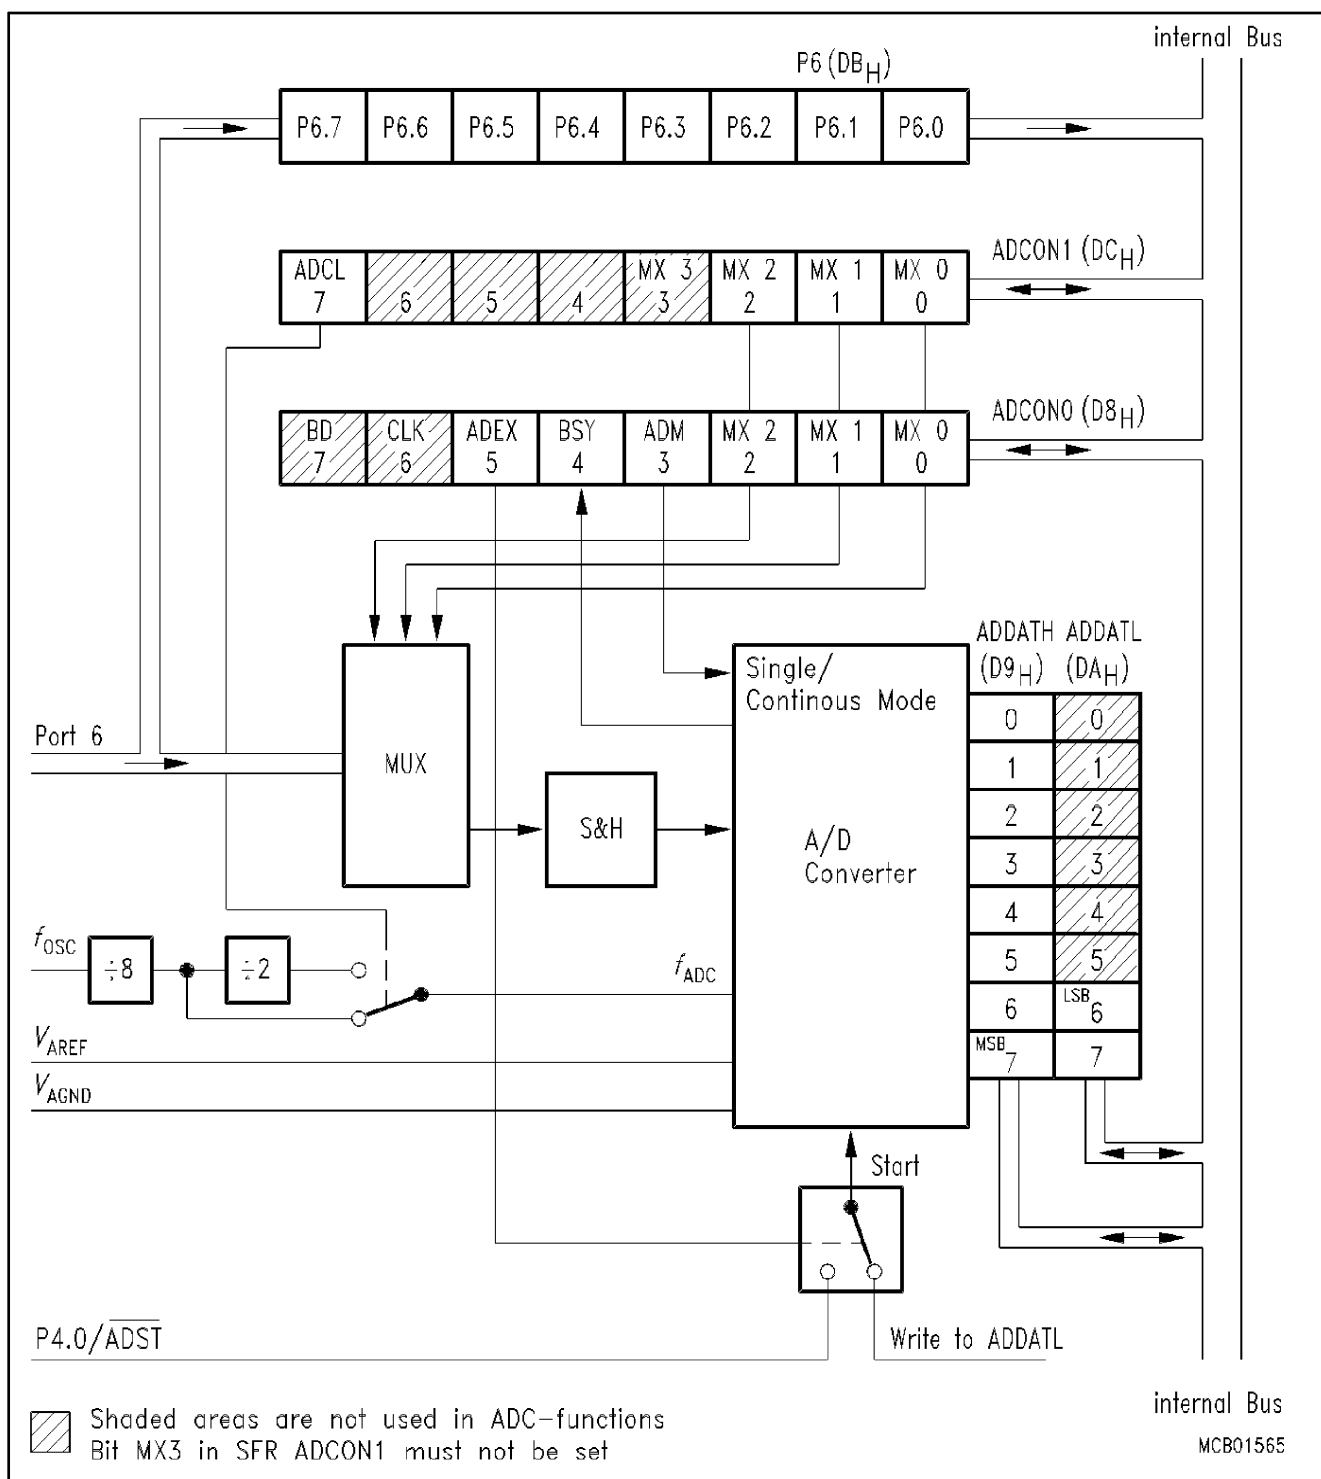 internal Bus
P6 (DBH)
P6.7 P6.6 P6.5 P6.4 P6.3 P6.2 P6.1 P6.0
ADCON1 (DCH)
ADCL MX 3 MX 2 MX 1 MX 0
7 6 5 4 3 2 1 0
ADCON0 (D8H)
BD CLK ADEX BSY ADM MX 2 MX 1 MX 0
7 6 5 4 3 2 1 0
ADDATH ADDATL
(D9H) (DAH)
Single/
Continous Mode
0 0
Port 6
MUX
1 1
2 2
S&H
A/D
Converter
3 3
4 4
fOSC
÷8
÷2
fADC
5 5
LSB
6 6
VAREF
MSB
7 7
VAGND
Start
P4.0/ADST
Write to ADDATL
internal Bus
Shaded areas are not used in ADC-functions
Bit MX3 in SFR ADCON1 must not be set
MCB01565